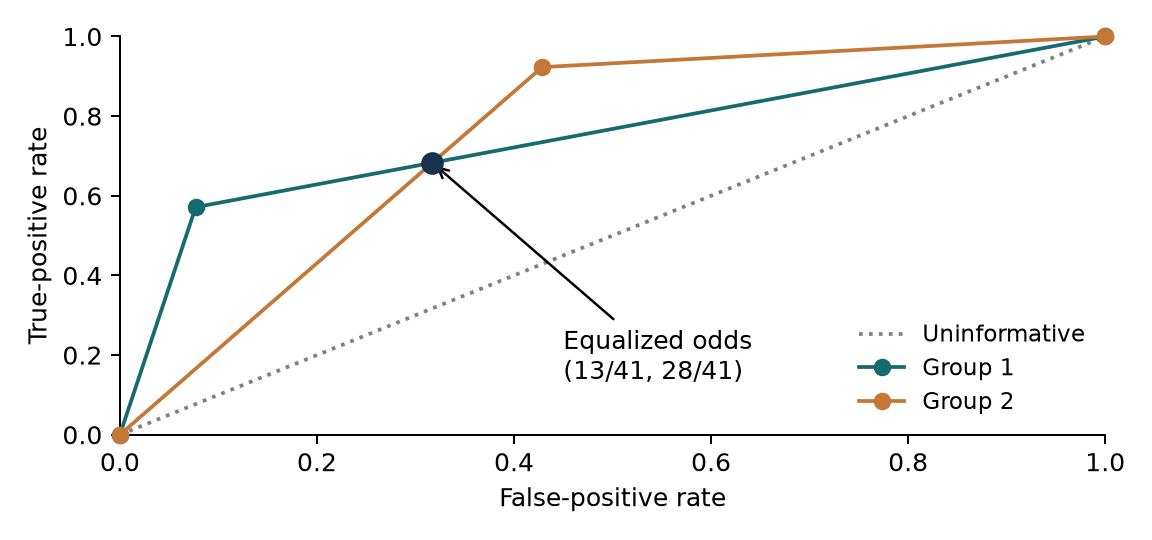 1.0
0.8
0.6
0.4
0.2
0.0
True-positive rate
Equalized odds
(13/41, 28/41)
Uninformative
Group 1
Group 2
0.0 0.2 0.4 0.6 0.8 1.0
False-positive rate